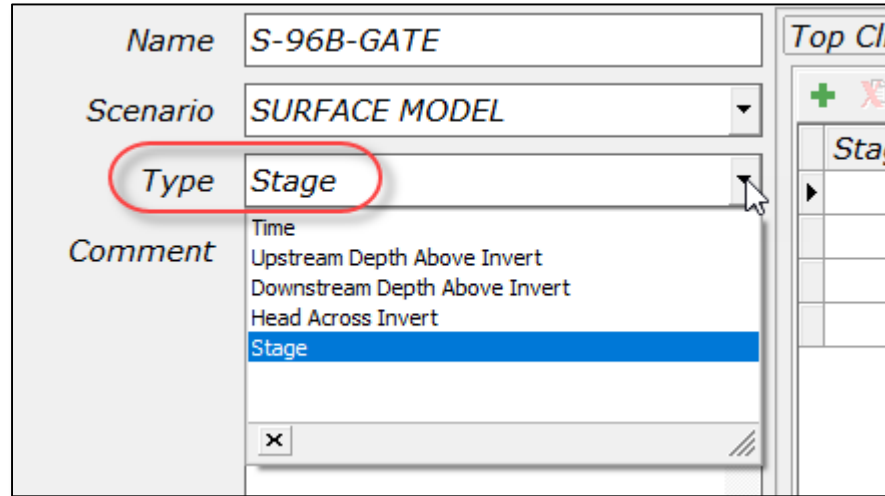 Name S-96B-GATE
Top Cl
Scenario SURFACE MODEL
Sta
Type Stage
Time
Comment
Upstream Depth Above Invert
Downstream Depth Above Invert
Head Across Invert
Stage